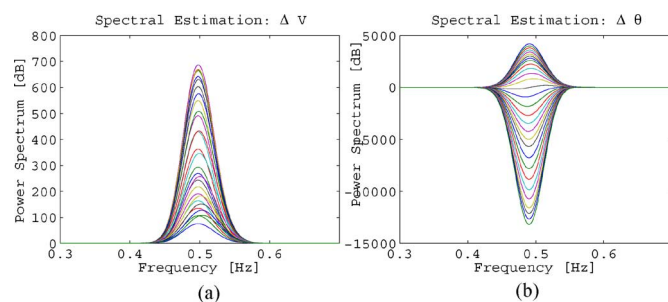 Spectral Estimation: Δ V
Power Spectrum [dB]
800
700
600
500
400
300
200
100
0
0.3
0.4
0.5
0.6
Frequency [Hz]
(a)
Spectral Estimation: Δ θ
Power Spectrum [dB]
5000
0
-5000
-10000
-15000
0.3
0.4
0.5
0.6
Frequency [Hz]
(b)